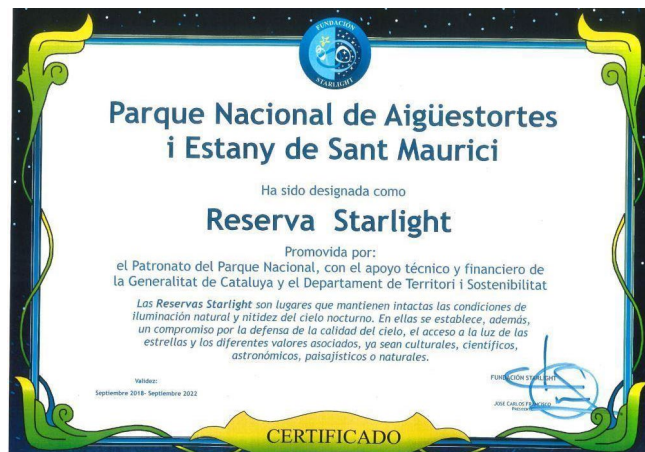 FUNDACIÓN
STARLIGHT
Parque Nacional de Aigüestortes
i Estany de Sant Maurici
Ha sido designada como
Reserva Starlight
Promovida por:
el Patronato del Parque Nacional, con el apoyo técnico y financiero de
la Generalitat de Cataluya y el Departament de Territori i Sostenibilitat
Las Reservas Starlight son lugares que mantienen intactas las condiciones de
iluminación natural y nitidez del cielo nocturno. En ellas se establece, además,
un compromiso por la defensa de la calidad del cielo, el acceso a la luz de las
estrellas y los diferentes valores asociados, ya sean culturales, científicos,
astronómicos, paisajísticos o naturales.
Validez:
Septiembre 2018- Septiembre 2022
FUNDACIÓN STARLIGHT
JOSE CARLOS FRANCISCO
Presidente
CERTIFICADO